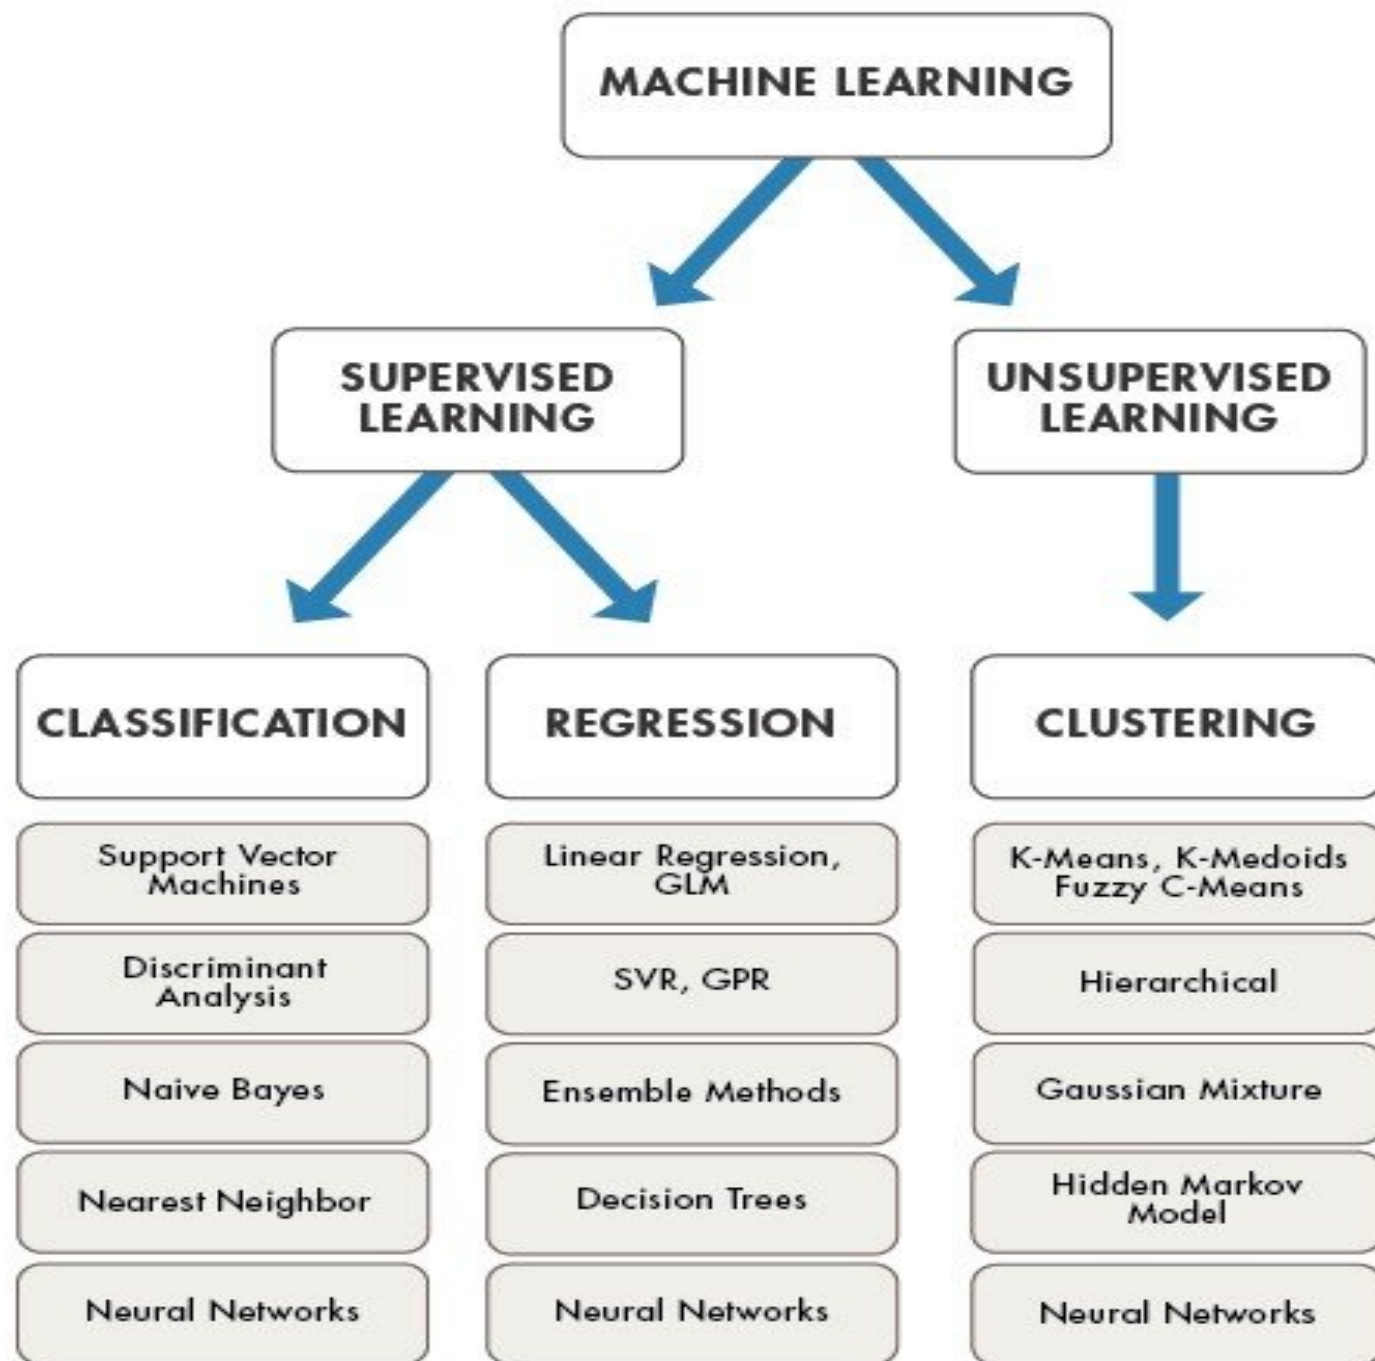 MACHINE LEARNING
SUPERVISED
LEARNING
UNSUPERVISED
LEARNING
CLASSIFICATION
Support Vector
Machines
Discriminant
Analysis
Naive Bayes
Nearest Neighbor
Neural Networks
REGRESSION
Linear Regression,
GLM
SVR, GPR
Ensemble Methods
Decision Trees
Neural Networks
CLUSTERING
K-Means, K-Medoids
Fuzzy C-Means
Hierarchical
Gaussian Mixture
Hidden Markov
Model
Neural Networks